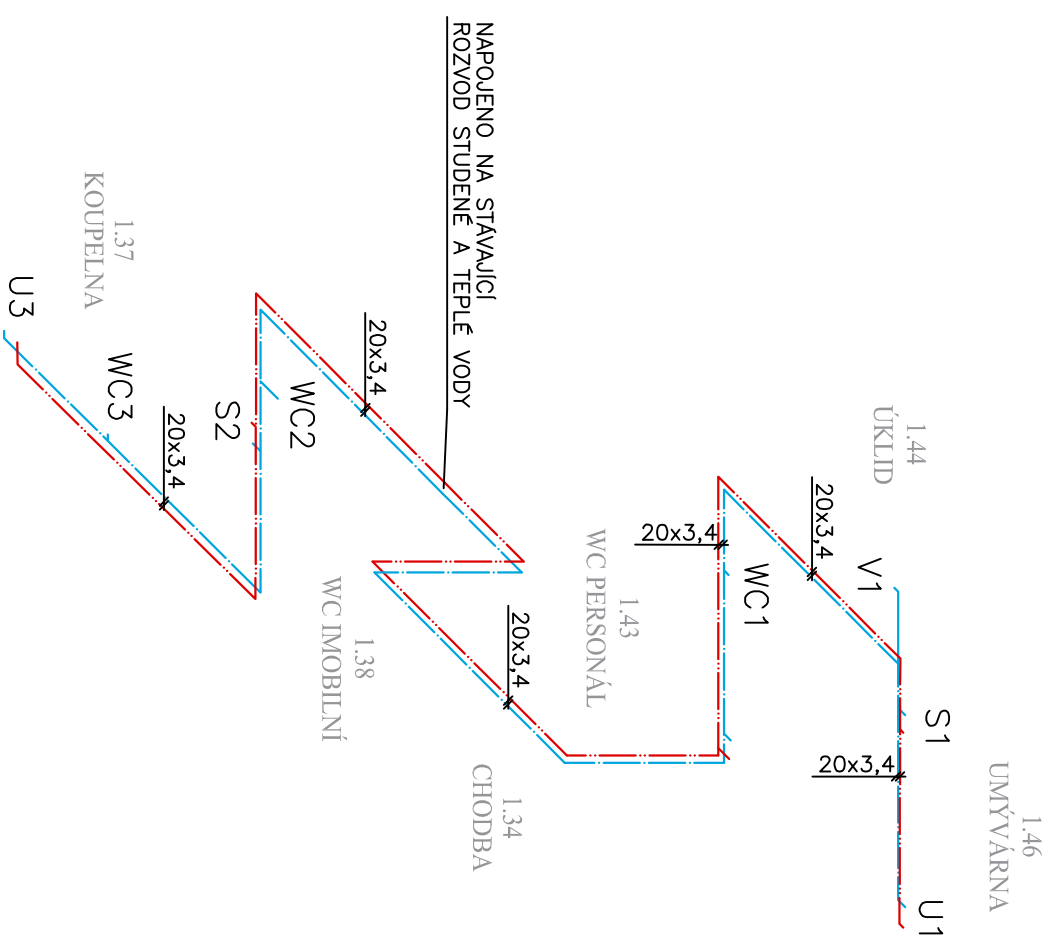 NAPOJENO NA STÁVAJÍCÍ
ROZVOD STUDENÉ A TEPLÉ VODY
1.37
KOUPELNA
U3
WC3
20x3,4
S2
WC2
20x3,4
1.38
WC IMOBILNÍ
20x3,4
1.34
CHODBA
1.43
WC PERSONÁL
20x3,4
WC1
20x3,4
1.44
ÚKLID
V1
S1
20x3,4
1.46
UMÝVÁRNA
U1